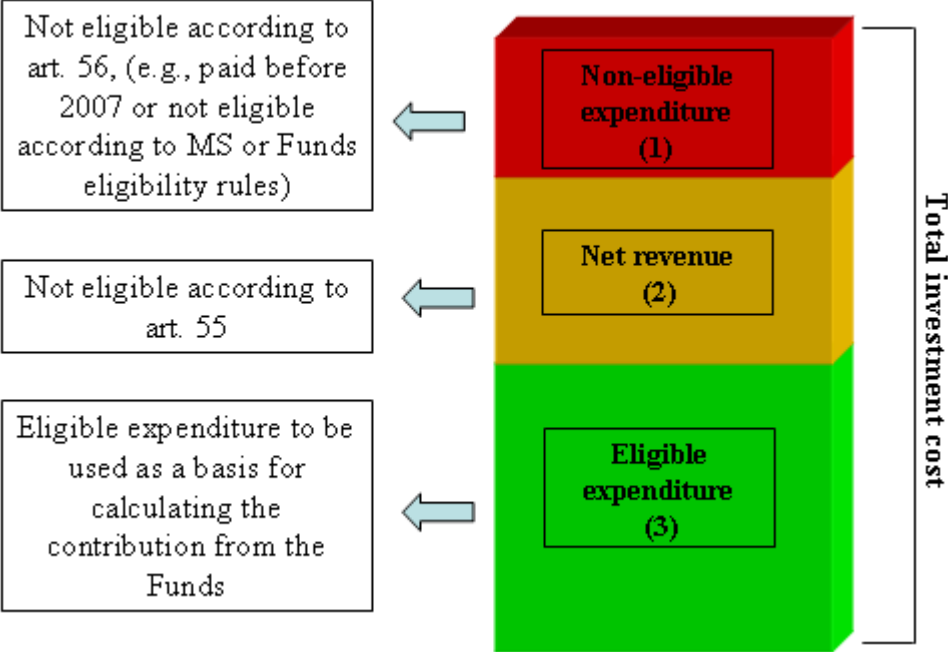 Not eligible according to
art. 56, (e.g., paid before
2007 or not eligible
according to MS or Funds
eligibility rules)
Non-eligible
expenditure
(1)
Not eligible according to
art. 55
Net revenue
(2)
Eligible expenditure to be
used as a basis for
calculating the
contribution from the
Funds
Eligible
expenditure
(3)
Total investment cost